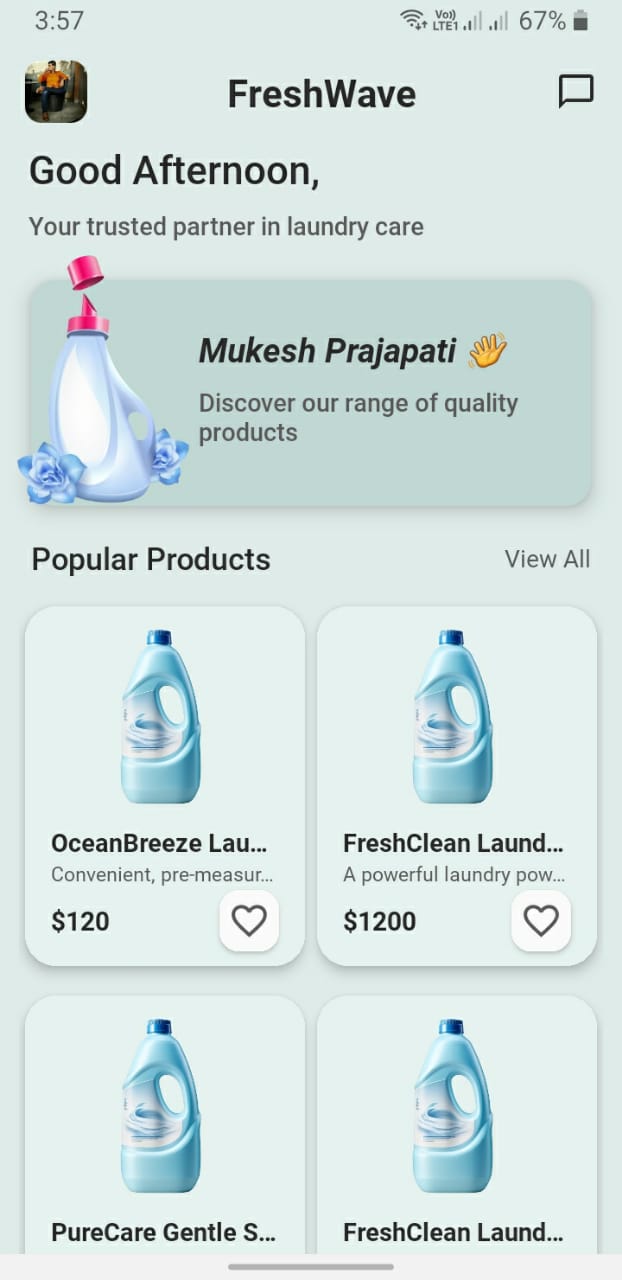 3:57
Vo))
LTE1
67%
FreshWave
Good Afternoon,
Your trusted partner in laundry care
Mukesh Prajapati 👋
Discover our range of quality
products
Popular Products
View All
OceanBreeze Lau...
FreshClean Laund...
Convenient, pre-measur...
A powerful laundry pow...
$120
$1200
PureCare Gentle S...
FreshClean Laund...